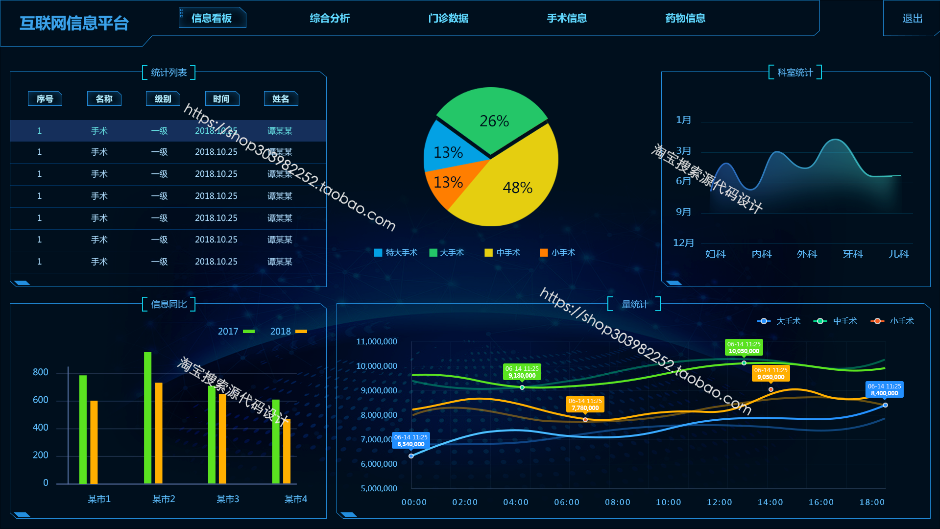 互联网信息平台
信息看板 综合分析 门诊数据 手术信息 药物信息 退出
统计列表
序号 名称 级别 时间 姓名
1 手术 一级 2018.10.25 谭某某
1 手术 一级 2018.10.25 谭某某
1 手术 一级 2018.10.25 谭某某
1 手术 一级 2018.10.25 谭某某
1 手术 一级 2018.10.25 谭某某
1 手术 一级 2018.10.25 谭某某
1 手术 一级 2018.10.25 谭某某
https://shop303982252.taobao.com
26%
13%
13%
48%
特大手术 大手术 中手术 小手术
科室统计
1月
3月
6月
9月
12月
妇科 内科 外科 牙科 儿科
淘宝搜索源代码设计
信息同比
2017 2018
800
600
400
200
0
某市1 某市2 某市3 某市4
淘宝搜索源代码设计
量统计
大手术 中手术 小手术
11,000,000
10,000,000
9,000,000
8,000,000
7,000,000
6,000,000
5,000,000
06-14 11:25
9,180,000
06-14 11:25
10,050,000
06-14 11:25
7,780,000
06-14 11:25
06-14 11:25
8,400,000
06-14 11:25
6,340,000
00:00 02:00 04:00 06:00 08:00 10:00 12:00 14:00 16:00 18:00
https://shop303982252.taobao.com